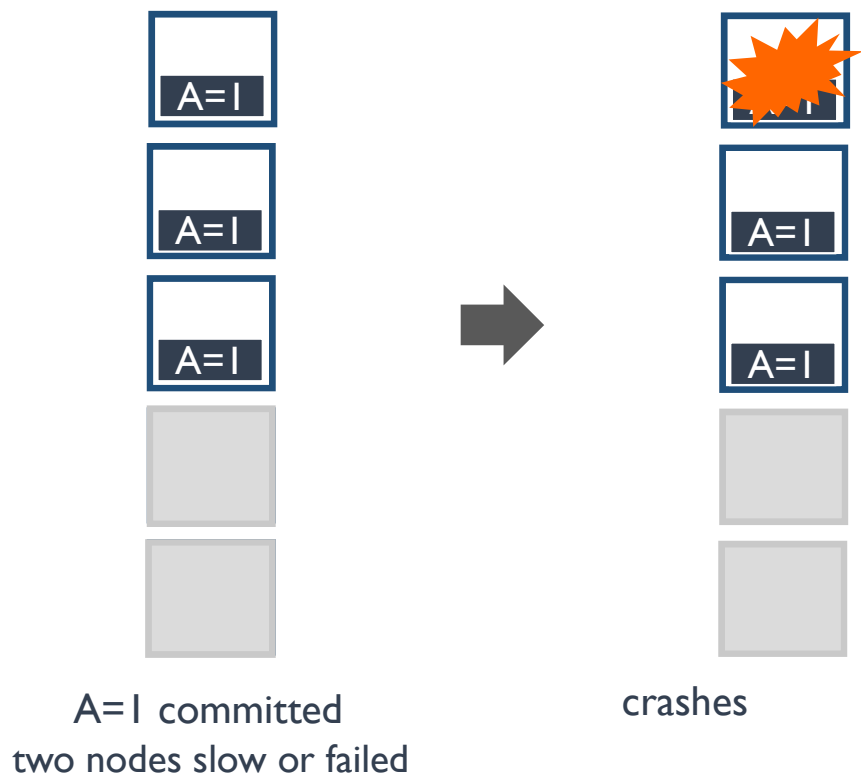 A=1
A=1
A=1
A=1
A=1
A=1 committed
two nodes slow or failed
crashes